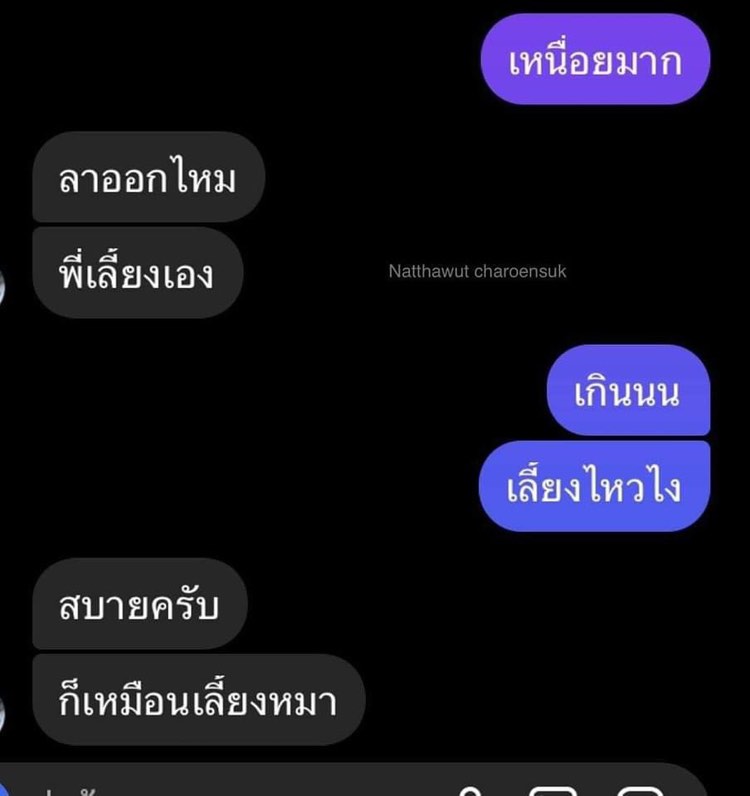 เหนื่อยมาก
ลาออกไหม
พี่เลี้ยงเอง
Natthawut charoensuk
เกินนน
เลี้ยงไหวไง
สบายครับ
ก็เหมือนเลี้ยงหมา